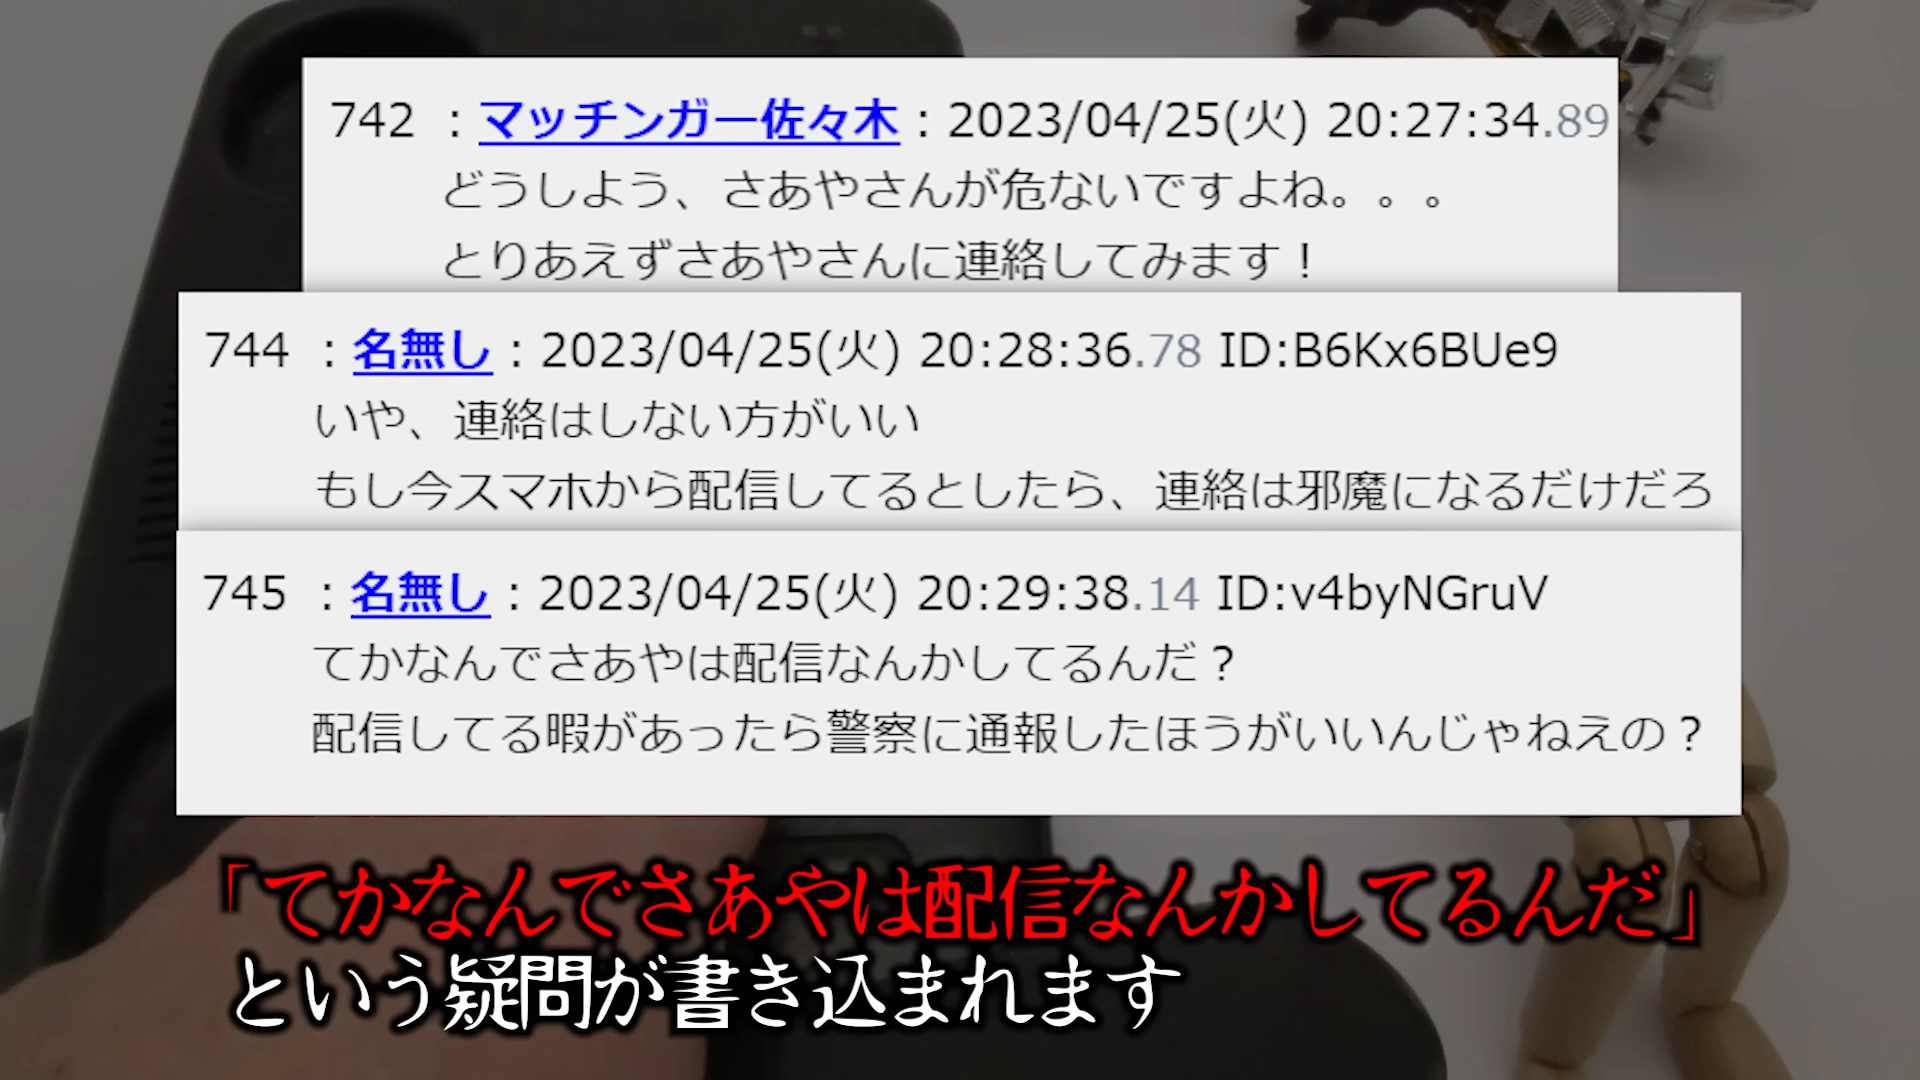 742 ：マッチンガー佐々木：2023/04/25(火) 20:27:34.89
どうしよう、さあやさんが危ないですよね。。。
とりあえずさあやさんに連絡してみます！
744 ：名無し：2023/04/25(火) 20:28:36.78 ID:B6Kx6BUe9
いや、連絡はしない方がいい
もし今スマホから配信してるとしたら、連絡は邪魔になるだけだろ
745 ：名無し：2023/04/25(火) 20:29:38.14 ID:v4byNGruV
てかなんでさあやは配信なんかしてるんだ？
配信してる暇があったら警察に通報したほうがいいんじゃねえの？
「てかなんでさあやは配信なんかしてるんだ」
という疑問が書き込まれます